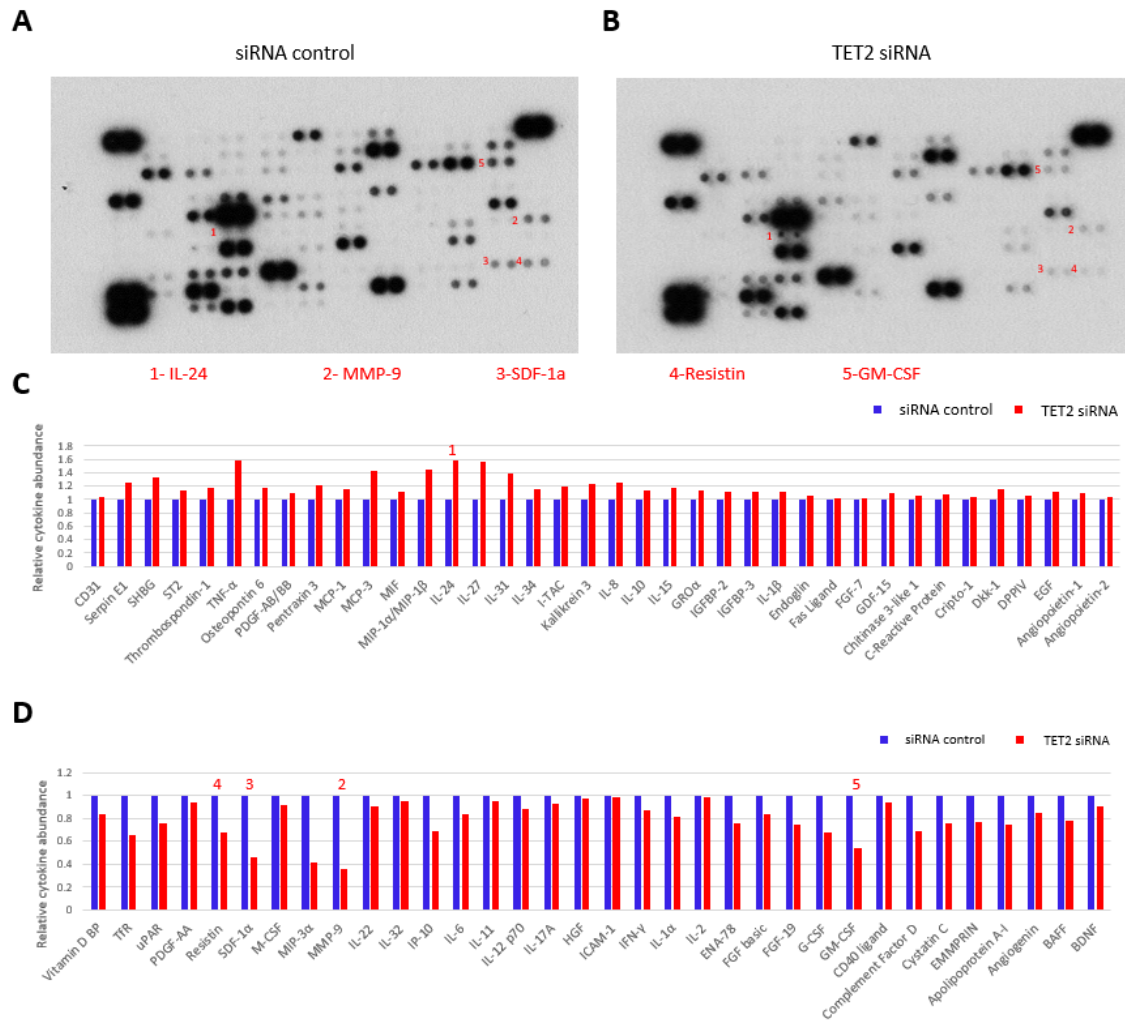 A
B
siRNA control
TET2 siRNA
1
2
3
4
5
1
2
3
4
5
1- IL-24
2- MMP-9
3-SDF-1a
4-Resistin
5-GM-CSF
C
siRNA control
TET2 siRNA
Relative cytokine abundance
1.8
1.6
1.4
1.2
1
0.8
0.6
0.4
0.2
0
1
CD31
Serpin E1
SHBG
ST2
Thrombospondin-1
TNF-α
Osteopontin 6
PDGF-AB/BB
Pentraxin 3
MCP-1
MCP-3
MIF
MIP-1α/MIP-1β
IL-24
IL-27
IL-31
IL-34
I-TAC
Kallikrein 3
IL-8
IL-10
IL-15
GROα
IGFBP-2
IGFBP-3
IL-1β
Endoglin
Fas Ligand
FGF-7
GDF-15
Chitinase 3-like 1
C-Reactive Protein
Cripto-1
Dkk-1
DPPIV
EGF
Angiopoietin-1
Angiopoietin-2
D
siRNA control
TET2 siRNA
Relative cytokine abundance
1.2
1
0.8
0.6
0.4
0.2
0
4
3
2
5
Vitamin D BP
TfR
uPAR
PDGF-AA
Resistin
SDF-1α
M-CSF
MIP-3α
MMP-9
IL-22
IL-32
IP-10
IL-6
IL-11
IL-12 p70
IL-17A
HGF
ICAM-1
IFN-γ
IL-1α
IL-2
ENA-78
FGF basic
FGF-19
G-CSF
GM-CSF
CD40 ligand
Complement Factor D
Cystatin C
EMMPRIN
Apolipoprotein A-I
Angiogenin
BAFF
BDNF